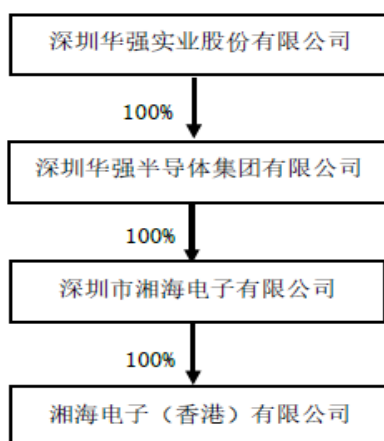 深圳华强实业股份有限公司
100%
深圳华强半导体集团有限公司
100%
深圳市湘海电子有限公司
100%
湘海电子（香港）有限公司